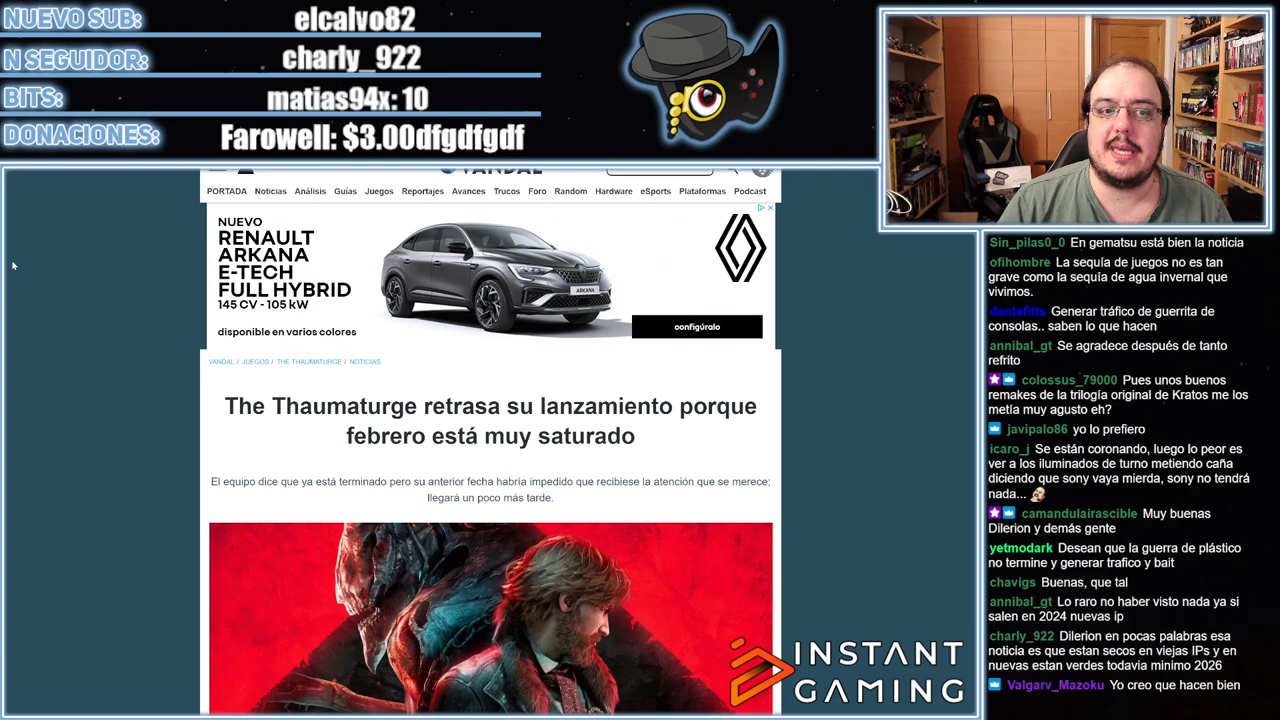 NUEVO SUB: elcalvo82
N SEGUIDOR: charly_922
BITS: matias94x: 10
DONACIONES: Farowell: $3.00dfgdfgdf
VANDAL
PORTADA Noticias Análisis Guías Juegos Reportajes Avances Trucos Foro Random Hardware eSports Plataformas Podcast
NUEVO
RENAULT
ARKANA
E-TECH
FULL HYBRID
145 CV - 105 kW
disponible en varios colores
ARKANA
configúralo
VANDAL / JUEGOS / THE THAUMATURGE / NOTICIAS
The Thaumaturge retrasa su lanzamiento porque
febrero está muy saturado
El equipo dice que ya está terminado pero su anterior fecha habría impedido que recibiese la atención que se merece;
llegará un poco más tarde.
INSTANT
GAMING
Sin_pilas0_0 En gematsu está bien la noticia
ofihombre La sequía de juegos no es tan
grave como la sequía de agua invernal que
vivimos.
dantefitts Generar tráfico de guerrita de
consolas.. saben lo que hacen
annibal_gt Se agradece después de tanto
refrito
colossus_79000 Pues unos buenos
remakes de la trilogía original de Kratos me los
metía muy agusto eh?
javipalo86 yo lo prefiero
icaro_j Se están coronando, luego lo peor es
ver a los iluminados de turno metiendo caña
diciendo que sony vaya mierda, sony no tendrá
nada...
camandulairascible Muy buenas
Dilerion y demás gente
yetmodark Desean que la guerra de plástico
no termine y generar trafico y bait
chavigs Buenas, que tal
annibal_gt Lo raro no haber visto nada ya si
salen en 2024 nuevas ip
charly_922 Dilerion en pocas palabras esa
noticia es que estan secos en viejas IPs y en
nuevas estan verdes todavia minimo 2026
Valgarv_Mazoku Yo creo que hacen bien